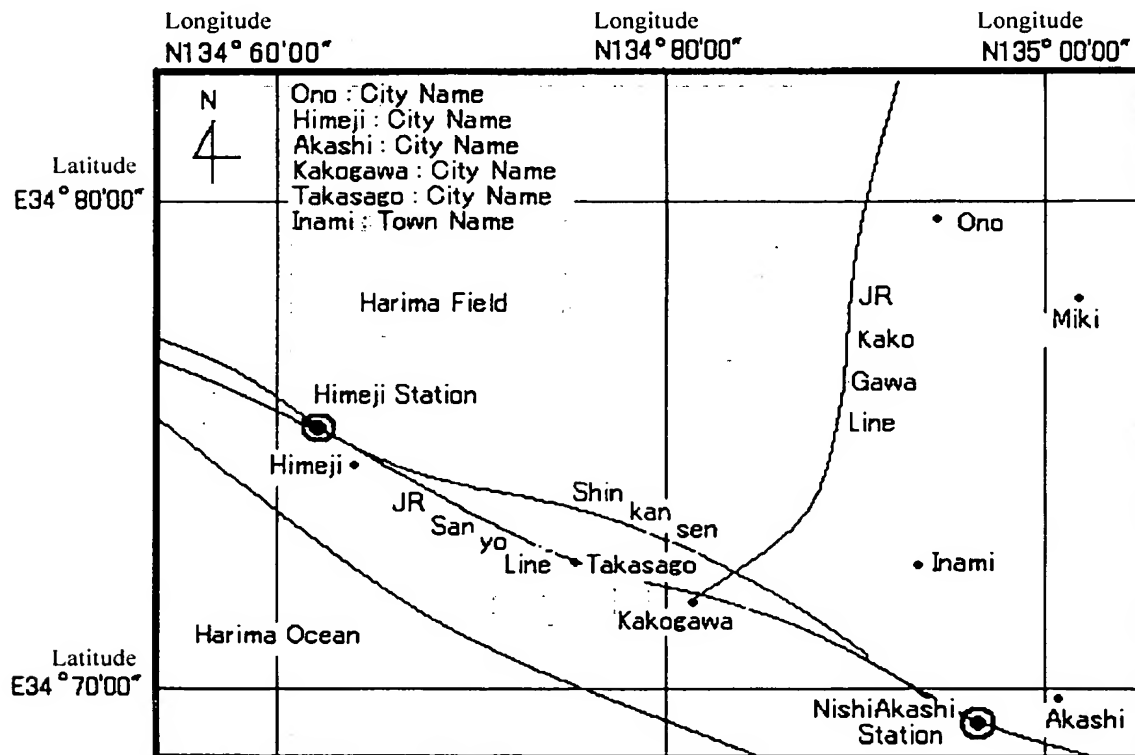 Longitude
N134° 60'00"
Longitude
N134° 80'00"
Longitude
N135° 00'00"
N
Ono : City Name
Himeji : City Name
Akashi : City Name
Kakogawa : City Name
Takasago : City Name
Inami : Town Name
Latitude
E34° 80'00"
Ono
Harima Field
JR
Kako
Gawa
Line
Miki
Himeji Station
Himeji
JR
San
yo
Line
Shin
kan
sen
Takasago
Inami
Kakogawa
Harima Ocean
Latitude
E34° 70'00"
NishiAkashi
Station
Akashi